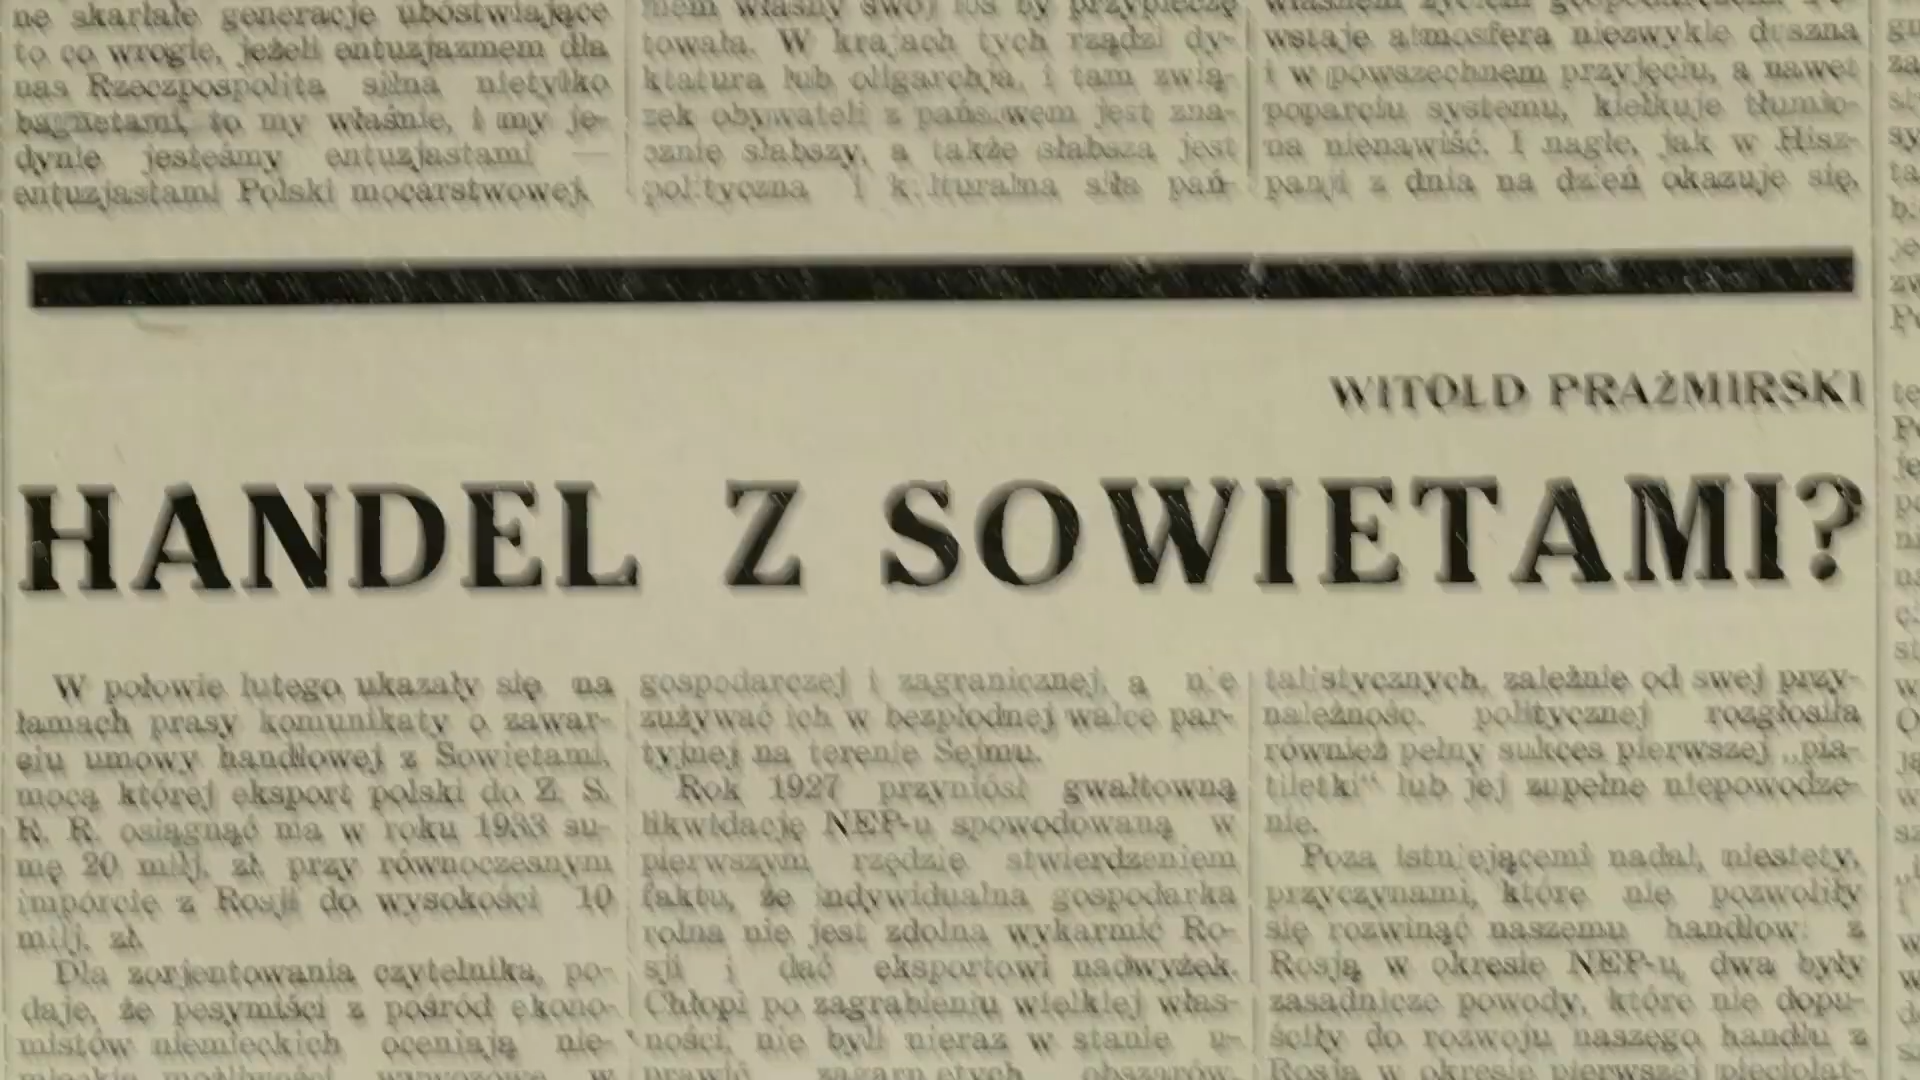 ne skarlałe generacje ubóstwiające
to co wrogie, jeżeli entuzjazmem dla
nas Rzeczpospolita silna nietylko
bagnetami, to my właśnie, i my je-
dynie jesteśmy entuzjastami —
entuzjastami Polski mocarstwowej.
towała. W krajach tych rządzi dy-
ktatura lub oligarchja, i tam zwią-
zek obywateli z państwem jest zna-
cznie słabszy, a także słabsza jest
polityczna i kulturalna siła pań-
wstaje atmosfera niezwykle duszna
i w powszechnem przyjęciu, a nawet
poparciu systemu, kiełkuje tłumio-
na nienawiść. I nagle, jak w Hisz-
panji z dnia na dzień okazuje się,
WITOLD PRAŻMIRSKI
HANDEL Z SOWIETAMI?
W połowie lutego ukazały się na
łamach prasy komunikaty o zawar-
ciu umowy handlowej z Sowietami,
mocą której eksport polski do Z. S.
R. R. osiągnąć ma w roku 1933 su-
mę 20 milj. zł. przy równoczesnym
imporcie z Rosji do wysokości 10
milj. zł.
Dla zorjentowania czytelnika, po-
daję, że pesymiści z pośród ekono-
mistów niemieckich oceniają nie-
gospodarczej i zagranicznej, a nie
zużywać ich w bezpłodnej walce par-
tyjnej na terenie Sejmu.
Rok 1927 przyniósł gwałtowną
likwidację NEP-u spowodowaną w
pierwszym rzędzie stwierdzeniem
faktu, że indywidualna gospodarka
rolna nie jest zdolna wykarmić Ro-
sji i dać eksportowi nadwyżek.
Chłopi po zagrabieniu wielkiej włas-
ności, nie byli nieraz w stanie u-
prawić zagarniętych obszarów,
talistycznych, zależnie od swej przy-
należnośc. politycznej rozgłosiła
również pełny sukces pierwszej „pia-
tiletki“ lub jej zupełne niepowodze-
nie.
Poza istniejącemi nadal, niestety,
przyczynami, które nie pozwoliły
się rozwinąć naszemu handlow: z
Rosją w okresie NEP-u, dwa były
zasadnicze powody, które nie dopu-
ściły do rozwoju naszego handlu z
Rosją w okresie pierwszej pięciolat-